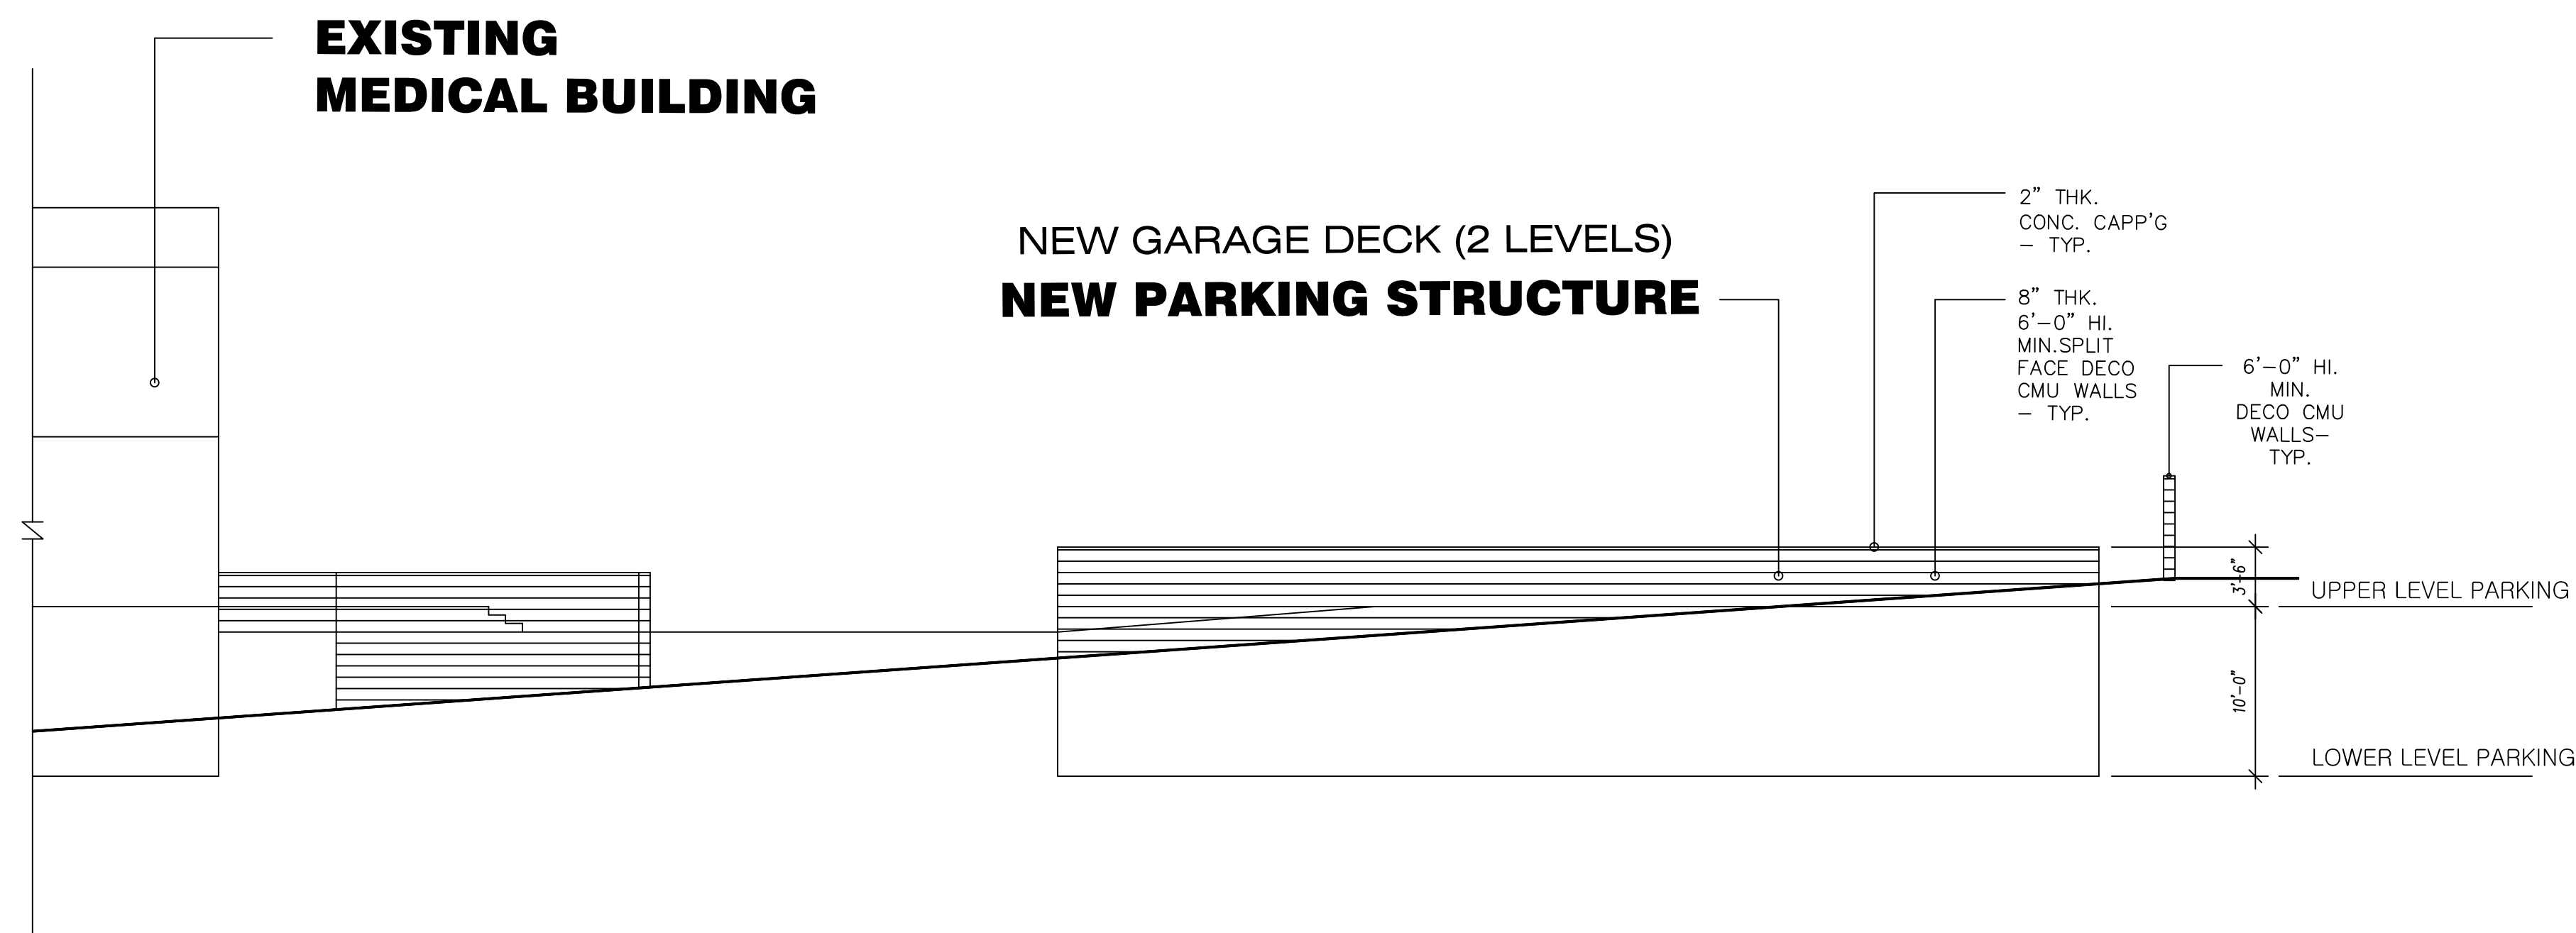 EXISTING
MEDICAL BUILDING
NEW GARAGE DECK (2 LEVELS)
NEW PARKING STRUCTURE
2” THK.
CONC. CAPP'G
– TYP.
8” THK.
6'–0” HI.
MIN.SPLIT
FACE DECO
CMU WALLS
– TYP.
6'–0” HI.
MIN.
DECO CMU
WALLS–
TYP.
3'–6”
UPPER LEVEL PARKING
10'–0”
LOWER LEVEL PARKING